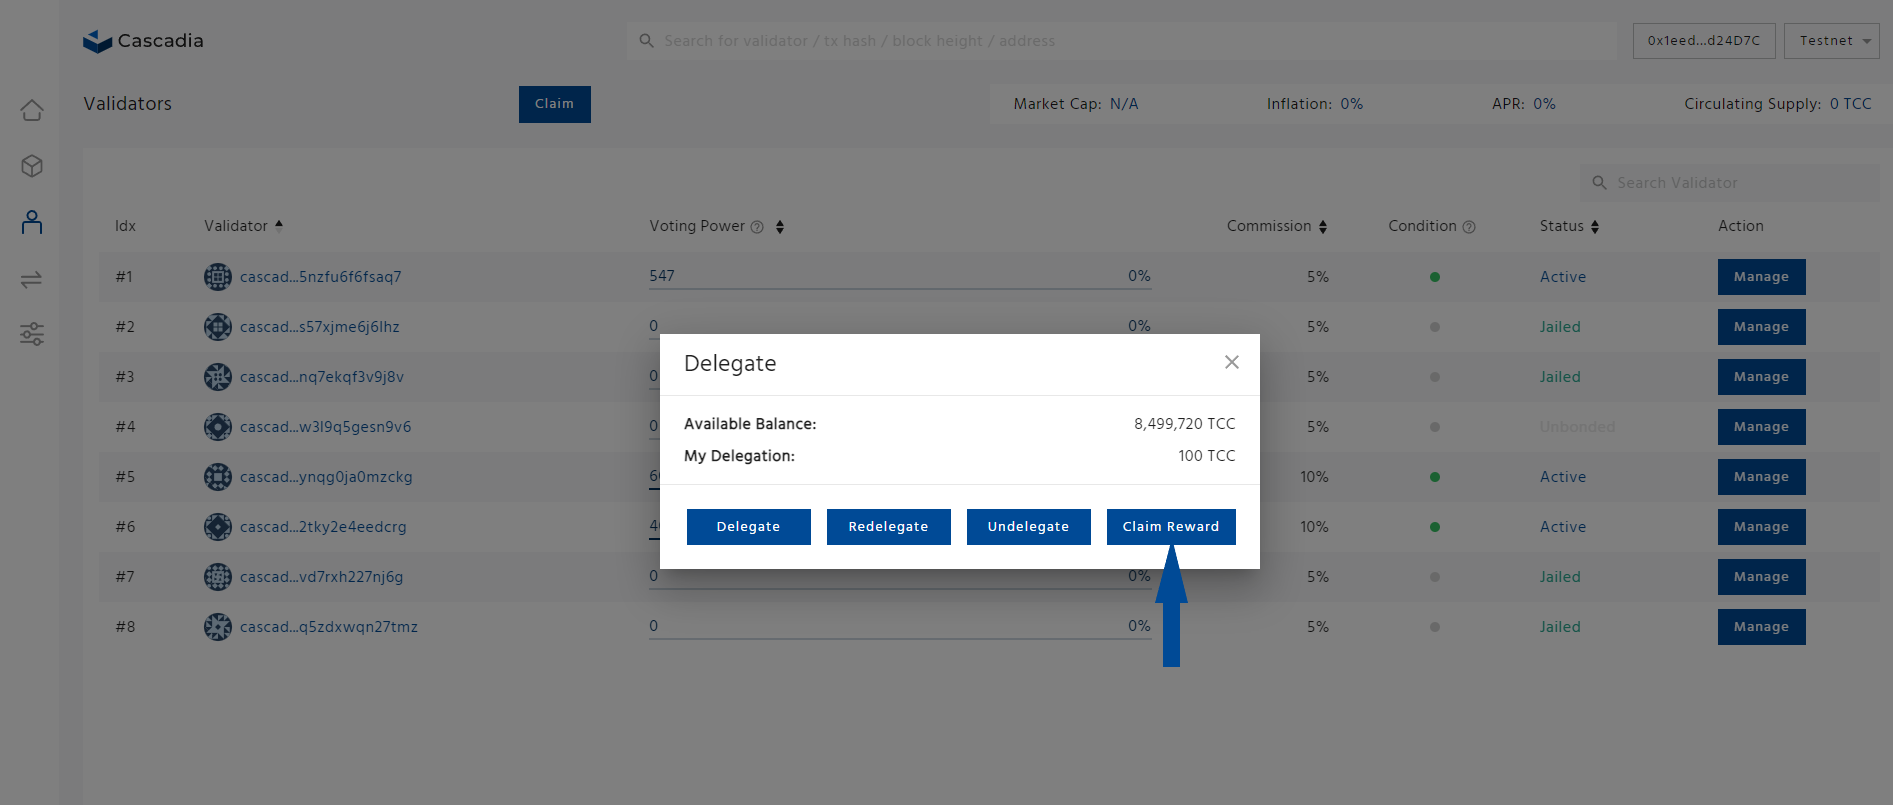 Cascadia
Search for validator / tx hash / block height / address
0x1eed...d24D7C
Testnet
Validators
Claim
Market Cap: N/A
Inflation: 0%
APR: 0%
Circulating Supply: 0 TCC
Search Validator
Idx Validator Voting Power Commission Condition Status Action
#1 cascad...5nzfu6f6fsaq7 547 0% 5% Active Manage
#2 cascad...s57xjme6j6lhz 0 0% 5% Jailed Manage
#3 cascad...nq7ekqf3v9j8v 0 5% Jailed Manage
#4 cascad...w3l9q5gesn9v6 0 5% Unbonded Manage
#5 cascad...ynqg0ja0mzckg 10% Active Manage
#6 cascad...2tky2e4eedcrg 10% Active Manage
#7 cascad...vd7rxh227nj6g 0 0% 5% Jailed Manage
#8 cascad...q5zdxwqn27tmz 0 0% 5% Jailed Manage
Delegate
Available Balance: 8,499,720 TCC
My Delegation: 100 TCC
Delegate
Redelegate
Undelegate
Claim Reward